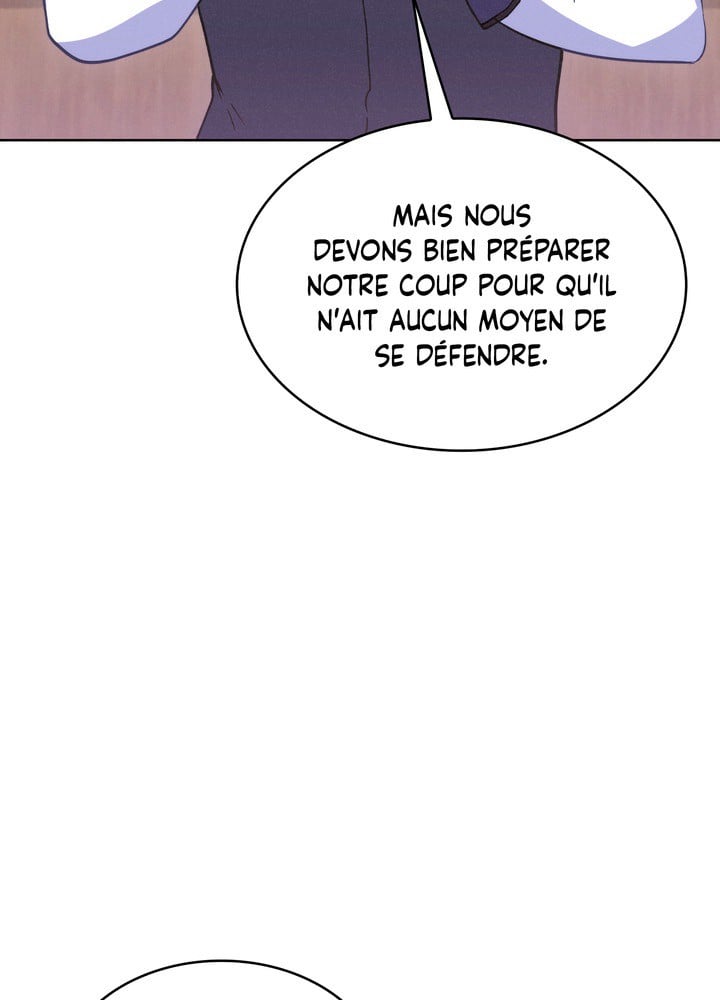 MAIS NOUS
DEVONS BIEN PRÉPARER
NOTRE COUP POUR QU'IL
N'AIT AUCUN MOYEN DE
SE DÉFENDRE.